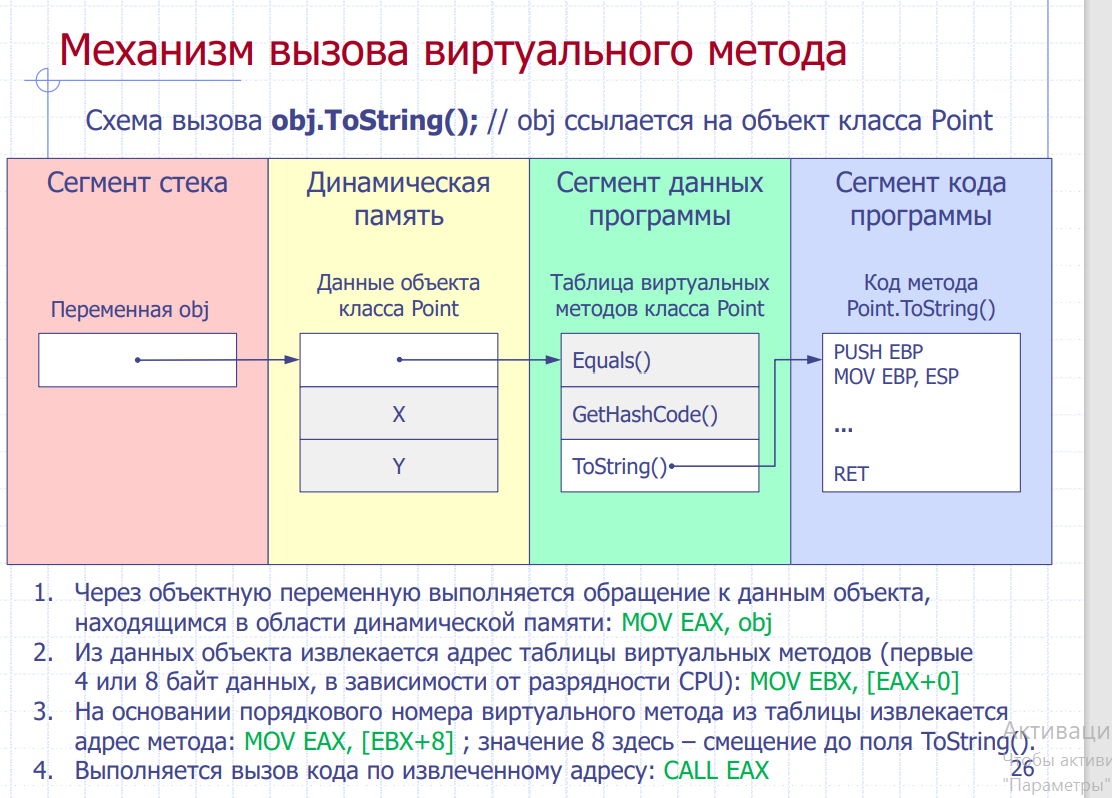 Механизм вызова виртуального метода
Схема вызова obj.ToString(); // obj ссылается на объект класса Point
Сегмент стека
Переменная obj
Динамическая
память
Данные объекта
класса Point
X
Y
Сегмент данных
программы
Таблица виртуальных
методов класса Point
Equals()
GetHashCode()
ToString()
Сегмент кода
программы
Код метода
Point.ToString()
PUSH EBP
MOV EBP, ESP
...
RET
1. Через объектную переменную выполняется обращение к данным объекта,
находящимся в области динамической памяти: MOV EAX, obj
2. Из данных объекта извлекается адрес таблицы виртуальных методов (первые
4 или 8 байт данных, в зависимости от разрядности CPU): MOV EBX, [EAX+0]
3. На основании порядкового номера виртуального метода из таблицы извлекается
адрес метода: MOV EAX, [EBX+8] ; значение 8 здесь – смещение до поля ToString().
4. Выполняется вызов кода по извлеченному адресу: CALL EAX
26
Активаци
Чтобы активи
"Параметры"